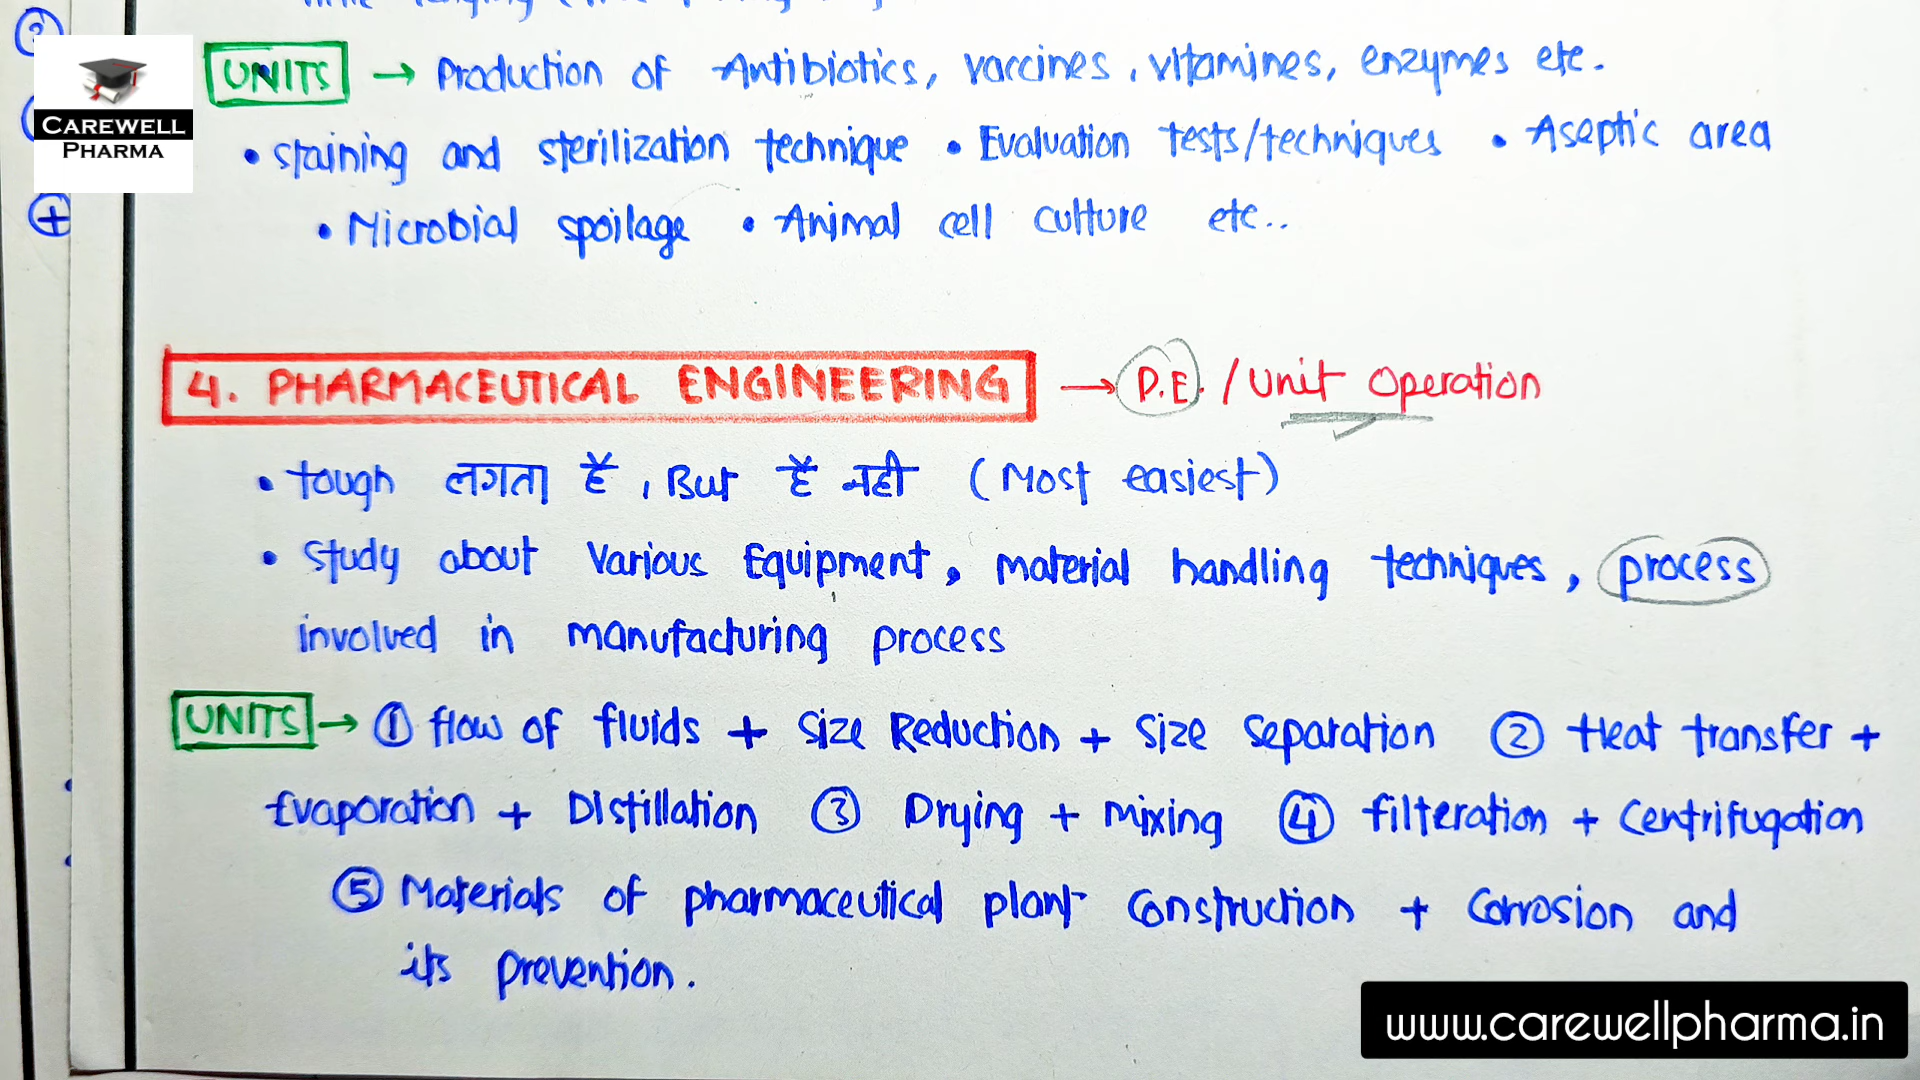 UNITS → Production of Antibiotics, varcines, vitamines, enzymes etc.
CAREWELL
PHARMA
• Staining and sterilization technique • Evaluation tests/techniques • Aseptic area
• Microbial spoilage • Animal cell culture etc..
4. PHARMACEUTICAL ENGINEERING → P.E. / Unit Operation
• tough लगता है, But है नही (Most easiest)
• Study about Various Equipment, material handling techniques, process
involved in manufacturing process
UNITS → ① flow of fluids + Size Reduction + Size Separation ② Heat transfer +
Evaporation + Distillation ③ Drying + mixing ④ filteration + Centrifugation
⑤ Materials of pharmaceutical plant Construction + Corrosion and
its prevention.
www.carewellpharma.in